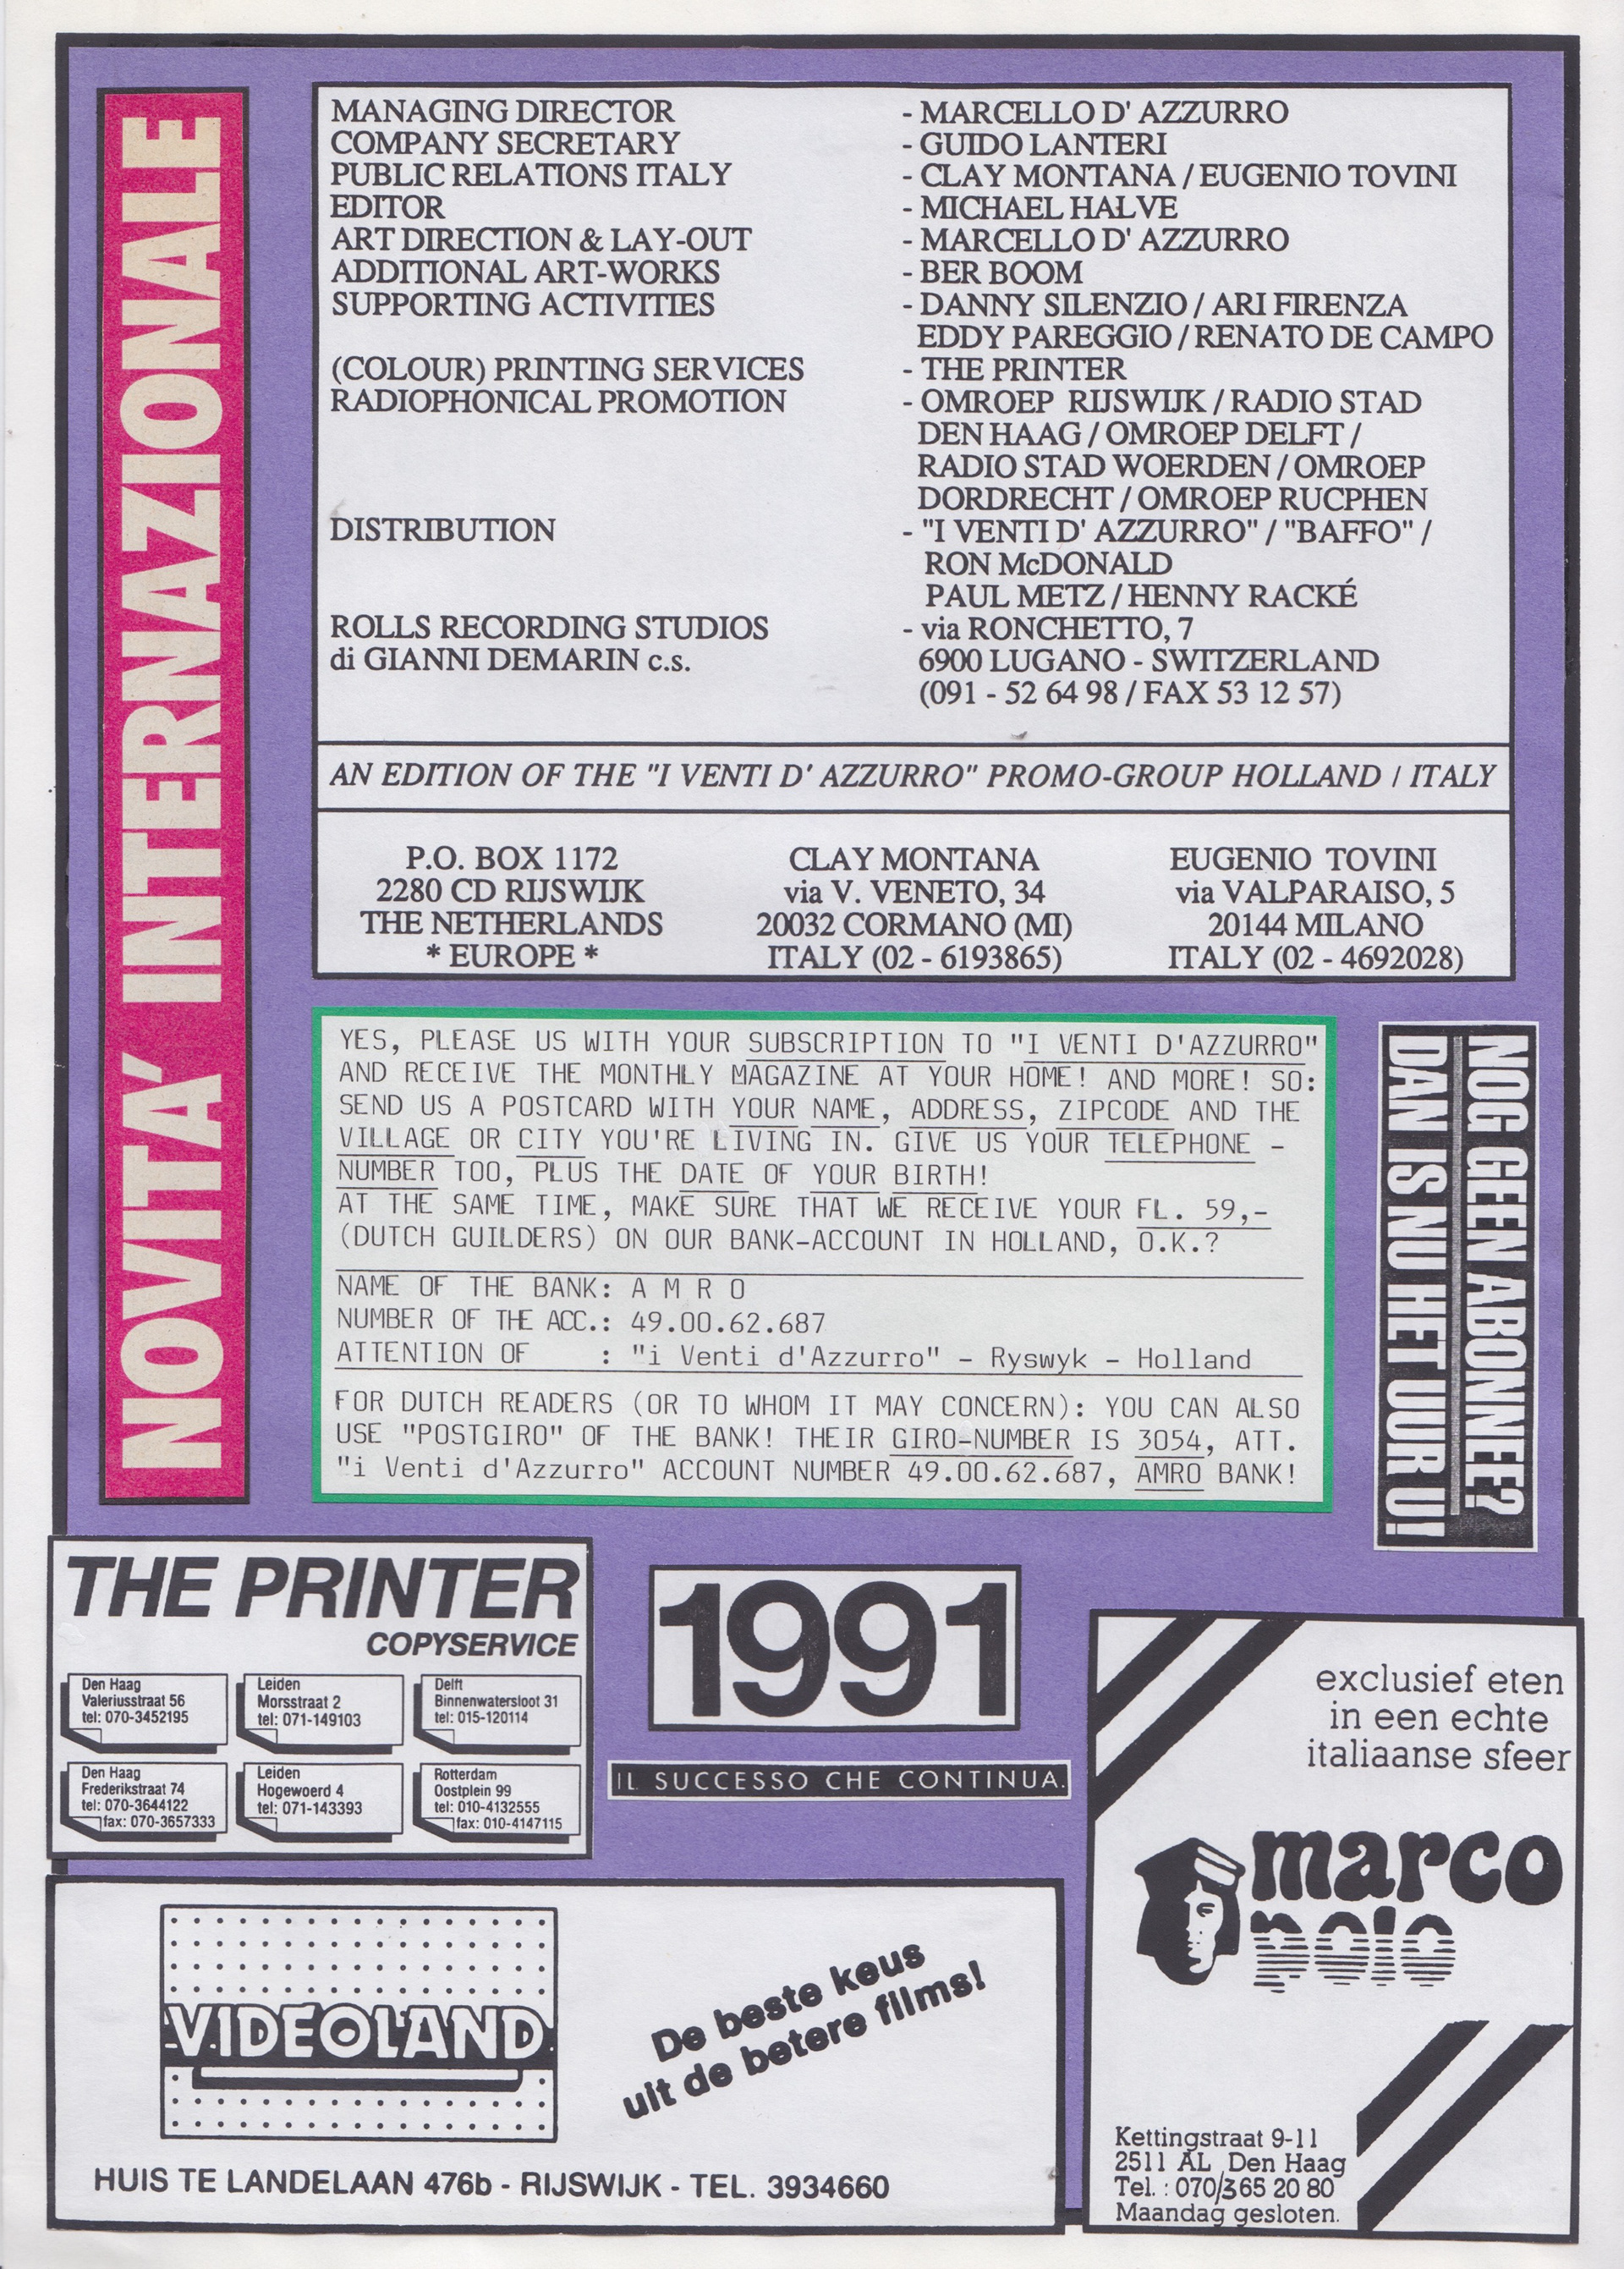 NOVITA' INTERNAZIONALE
MANAGING DIRECTOR - MARCELLO D' AZZURRO
COMPANY SECRETARY - GUIDO LANTERI
PUBLIC RELATIONS ITALY - CLAY MONTANA / EUGENIO TOVINI
EDITOR - MICHAEL HALVE
ART DIRECTION & LAY-OUT - MARCELLO D' AZZURRO
ADDITIONAL ART-WORKS - BER BOOM
SUPPORTING ACTIVITIES - DANNY SILENZIO / ARI FIRENZA
EDDY PAREGGIO / RENATO DE CAMPO
(COLOUR) PRINTING SERVICES - THE PRINTER
RADIOPHONICAL PROMOTION - OMROEP RIJSWIJK / RADIO STAD
DEN HAAG / OMROEP DELFT /
RADIO STAD WOERDEN / OMROEP
DORDRECHT / OMROEP RUCPHEN
DISTRIBUTION - "I VENTI D' AZZURRO" / "BAFFO" /
RON McDONALD
PAUL METZ / HENNY RACKÉ
ROLLS RECORDING STUDIOS - via RONCHETTO, 7
di GIANNI DEMARIN c.s. 6900 LUGANO - SWITZERLAND
(091 - 52 64 98 / FAX 53 12 57)
AN EDITION OF THE "I VENTI D' AZZURRO" PROMO-GROUP HOLLAND / ITALY
P.O. BOX 1172
2280 CD RIJSWIJK
THE NETHERLANDS
* EUROPE *
CLAY MONTANA
via V. VENETO, 34
20032 CORMANO (MI)
ITALY (02 - 6193865)
EUGENIO TOVINI
via VALPARAISO, 5
20144 MILANO
ITALY (02 - 4692028)
YES, PLEASE US WITH YOUR SUBSCRIPTION TO "I VENTI D'AZZURRO"
AND RECEIVE THE MONTHLY MAGAZINE AT YOUR HOME! AND MORE! SO:
SEND US A POSTCARD WITH YOUR NAME, ADDRESS, ZIPCODE AND THE
VILLAGE OR CITY YOU'RE LIVING IN. GIVE US YOUR TELEPHONE -
NUMBER TOO, PLUS THE DATE OF YOUR BIRTH!
AT THE SAME TIME, MAKE SURE THAT WE RECEIVE YOUR FL. 59,-
(DUTCH GUILDERS) ON OUR BANK-ACCOUNT IN HOLLAND, O.K.?
NAME OF THE BANK: A M R O
NUMBER OF THE ACC.: 49.00.62.687
ATTENTION OF : "i Venti d'Azzurro" - Ryswyk - Holland
FOR DUTCH READERS (OR TO WHOM IT MAY CONCERN): YOU CAN ALSO
USE "POSTGIRO" OF THE BANK! THEIR GIRO-NUMBER IS 3054, ATT.
"i Venti d'Azzurro" ACCOUNT NUMBER 49.00.62.687, AMRO BANK!
NOG GEEN ABONNEE?
DAN IS NU HET UUR U!
THE PRINTER
COPYSERVICE
Den Haag
Valeriusstraat 56
tel: 070-3452195
Leiden
Morsstraat 2
tel: 071-149103
Delft
Binnenwatersloot 31
tel: 015-120114
Den Haag
Frederikstraat 74
tel: 070-3644122
fax: 070-3657333
Leiden
Hogewoerd 4
tel: 071-143393
Rotterdam
Oostplein 99
tel: 010-4132555
fax: 010-4147115
1991
IL SUCCESSO CHE CONTINUA.
exclusief eten
in een echte
italiaanse sfeer
marco
polo
Kettingstraat 9-11
2511 AL Den Haag
Tel. : 070/365 20 80
Maandag gesloten.
VIDEOLAND
De beste keus
uit de betere films!
HUIS TE LANDELAAN 476b - RIJSWIJK - TEL. 3934660